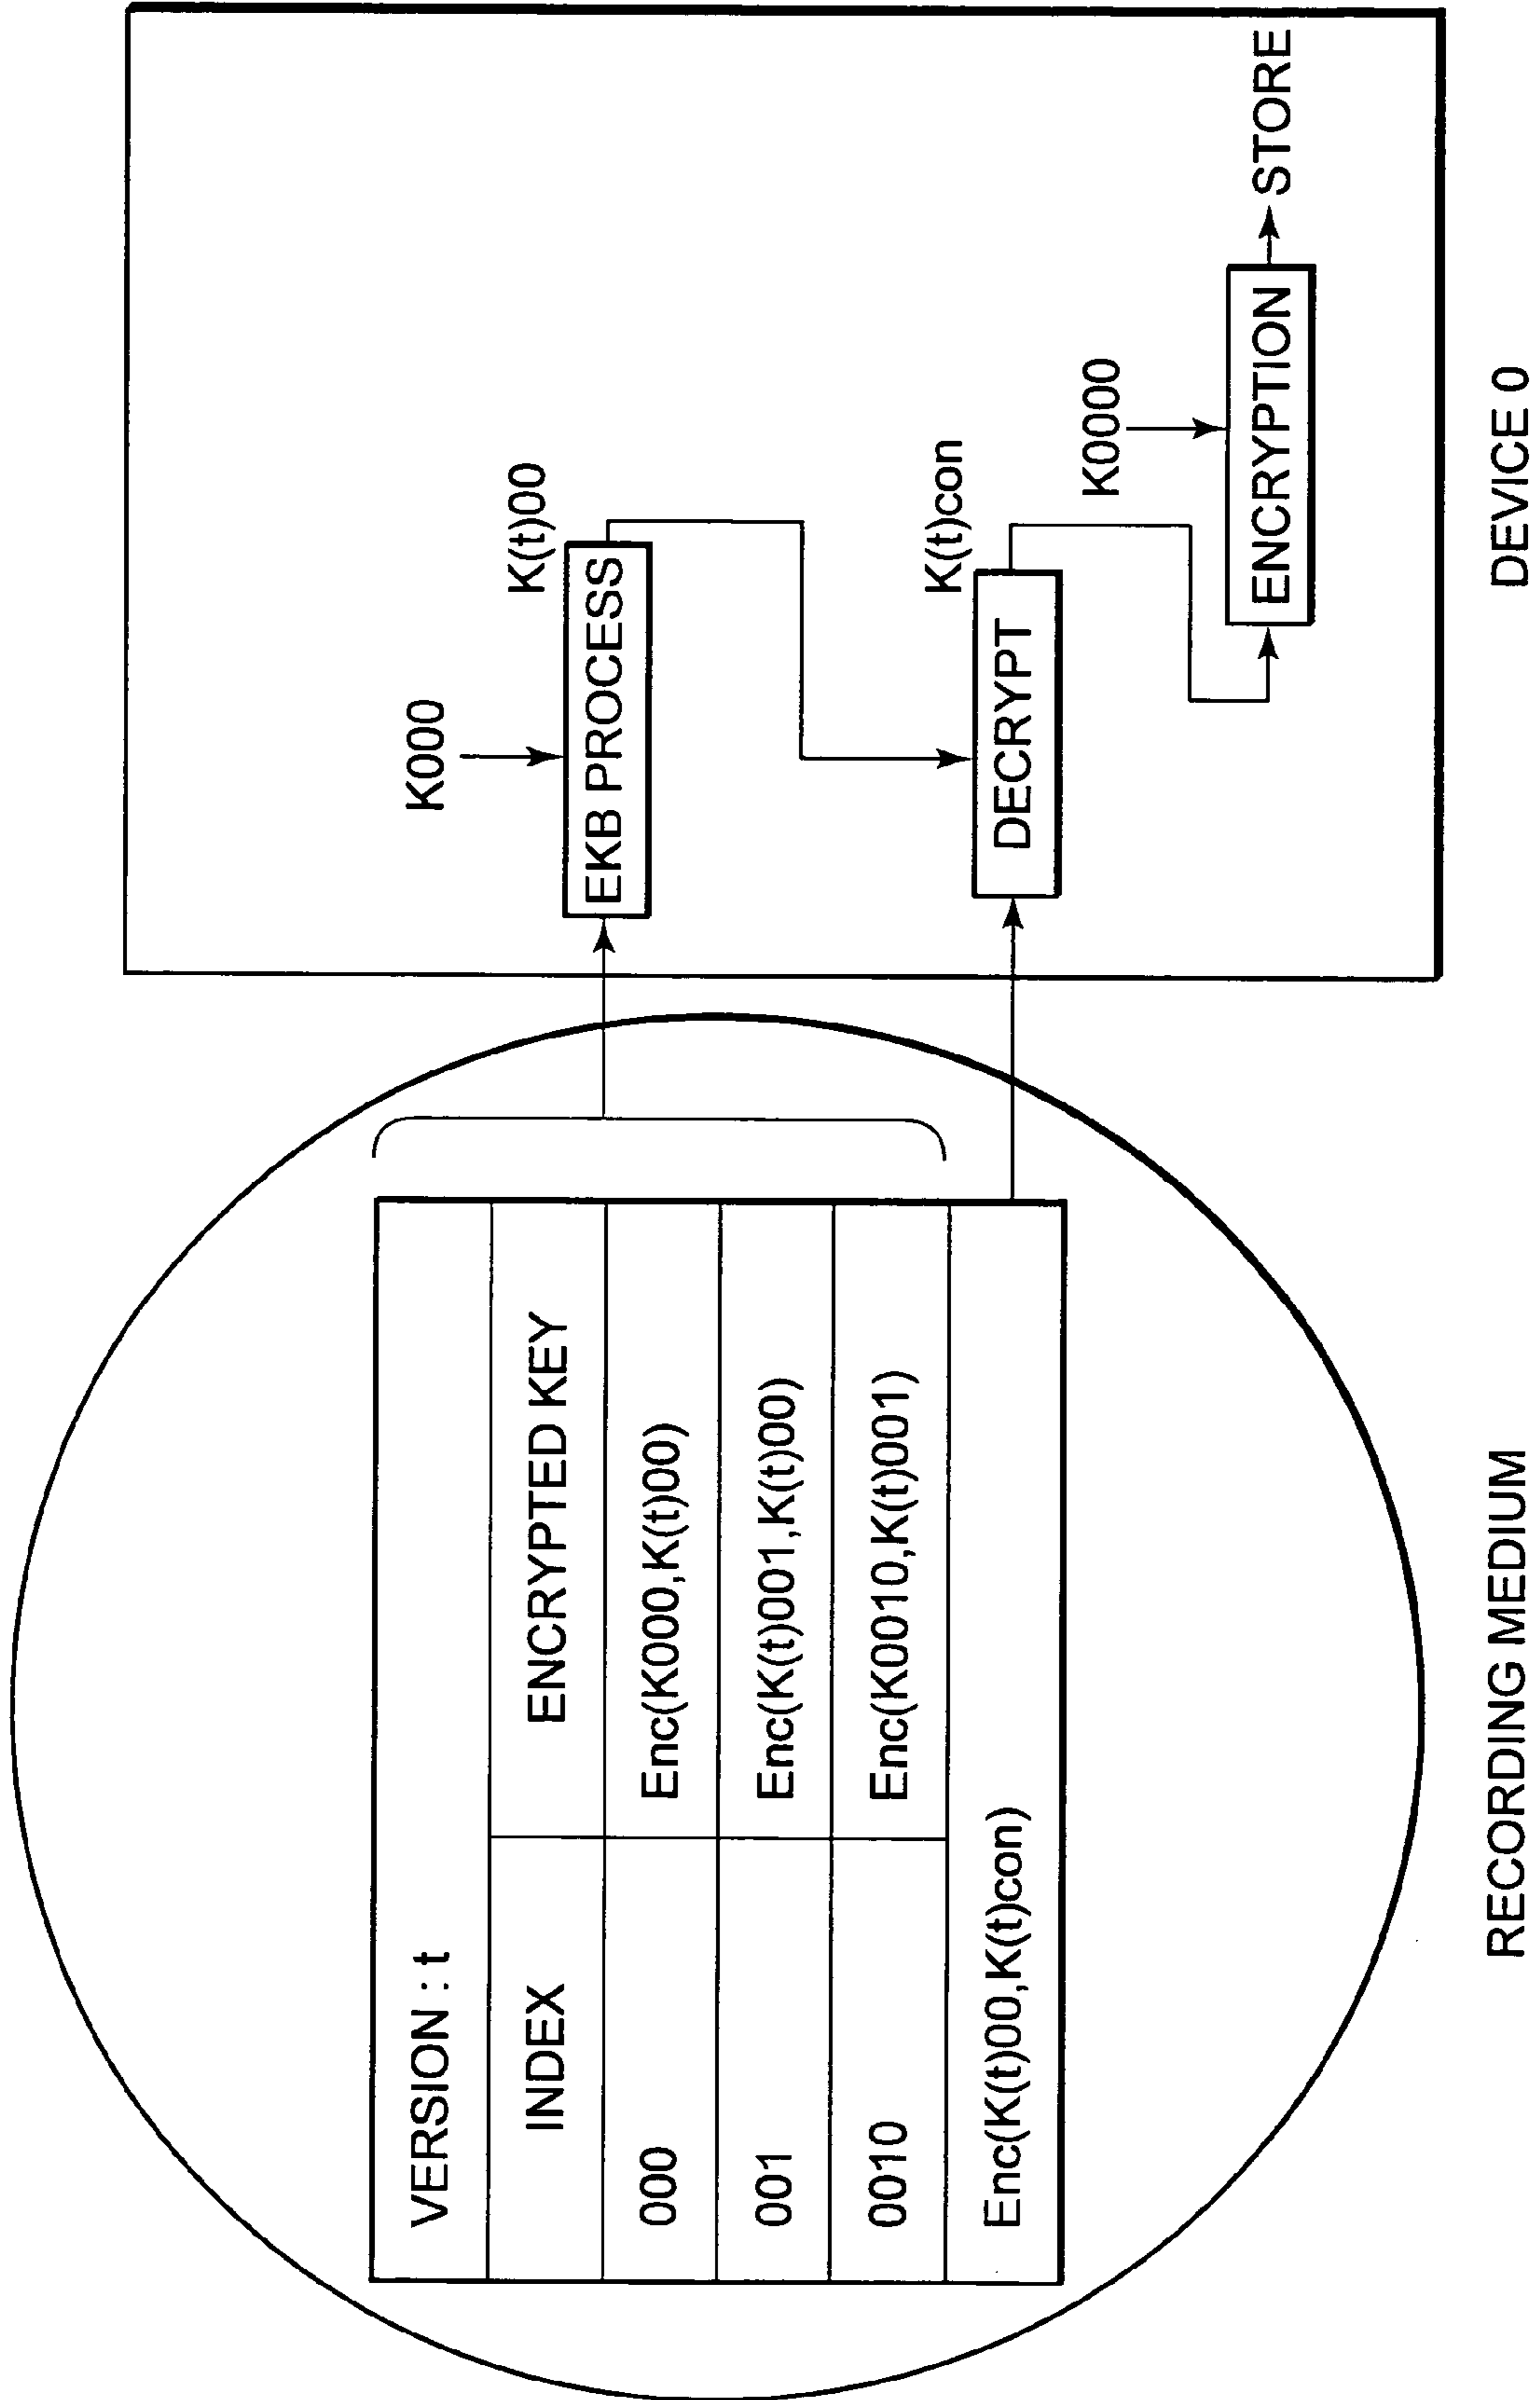 VERSION : t
INDEX ENCRYPTED KEY
000 Enc(K000,K(t)00)
001 Enc(K(t)001,K(t)00)
0010 Enc(K0010,K(t)001)
Enc(K(t)00,K(t)con)
RECORDING MEDIUM
K000
EKB PROCESS
K(t)00
DECRYPT
K(t)con
K0000
ENCRYPTION
STORE
DEVICE 0